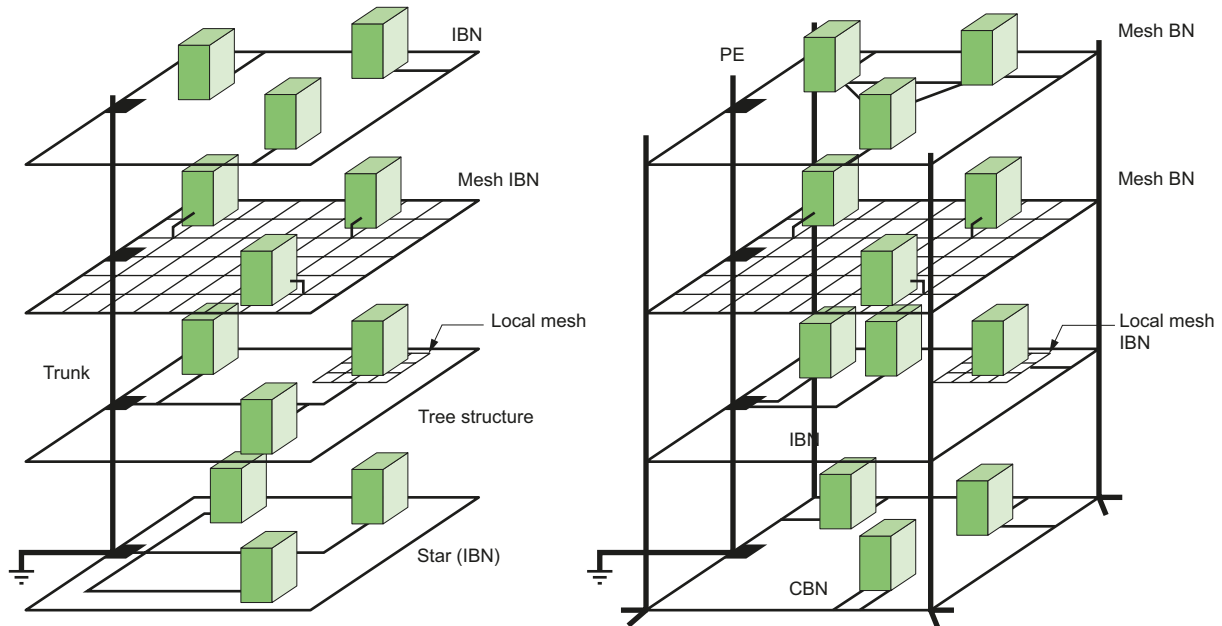 IBN
Mesh IBN
Local mesh
Trunk
Tree structure
Star (IBN)
PE
Mesh BN
Mesh BN
Local mesh
IBN
IBN
CBN